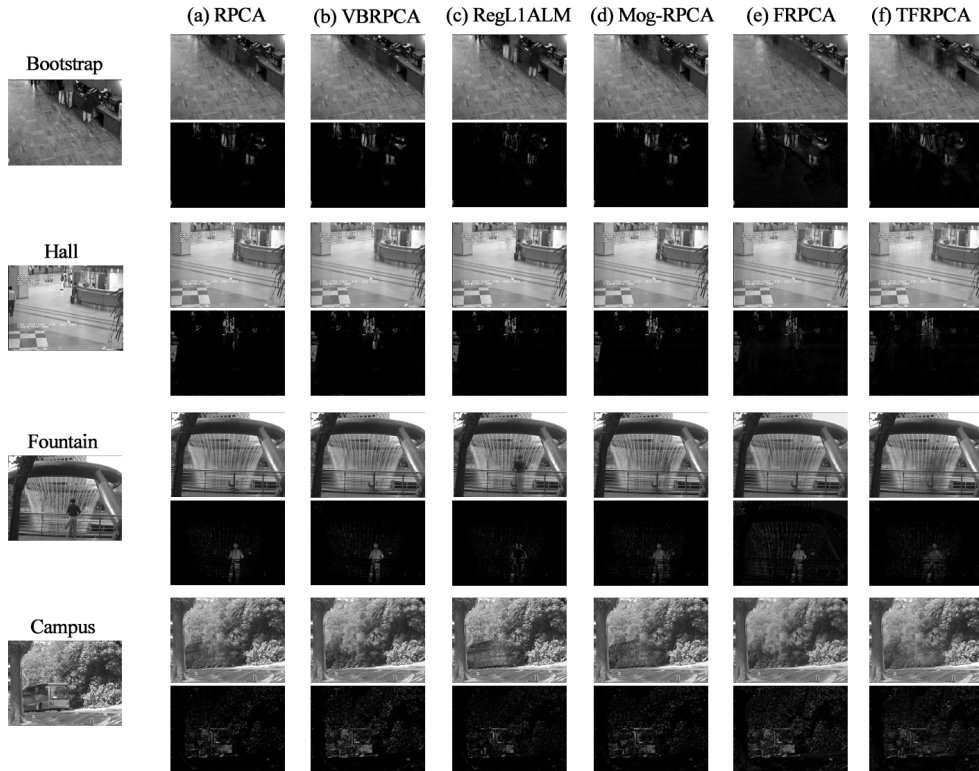 (a) RPCA (b) VBRPCA (c) RegL1ALM (d) Mog-RPCA (e) FRPCA (f) TFRPCA
Bootstrap
Hall
Fountain
Campus